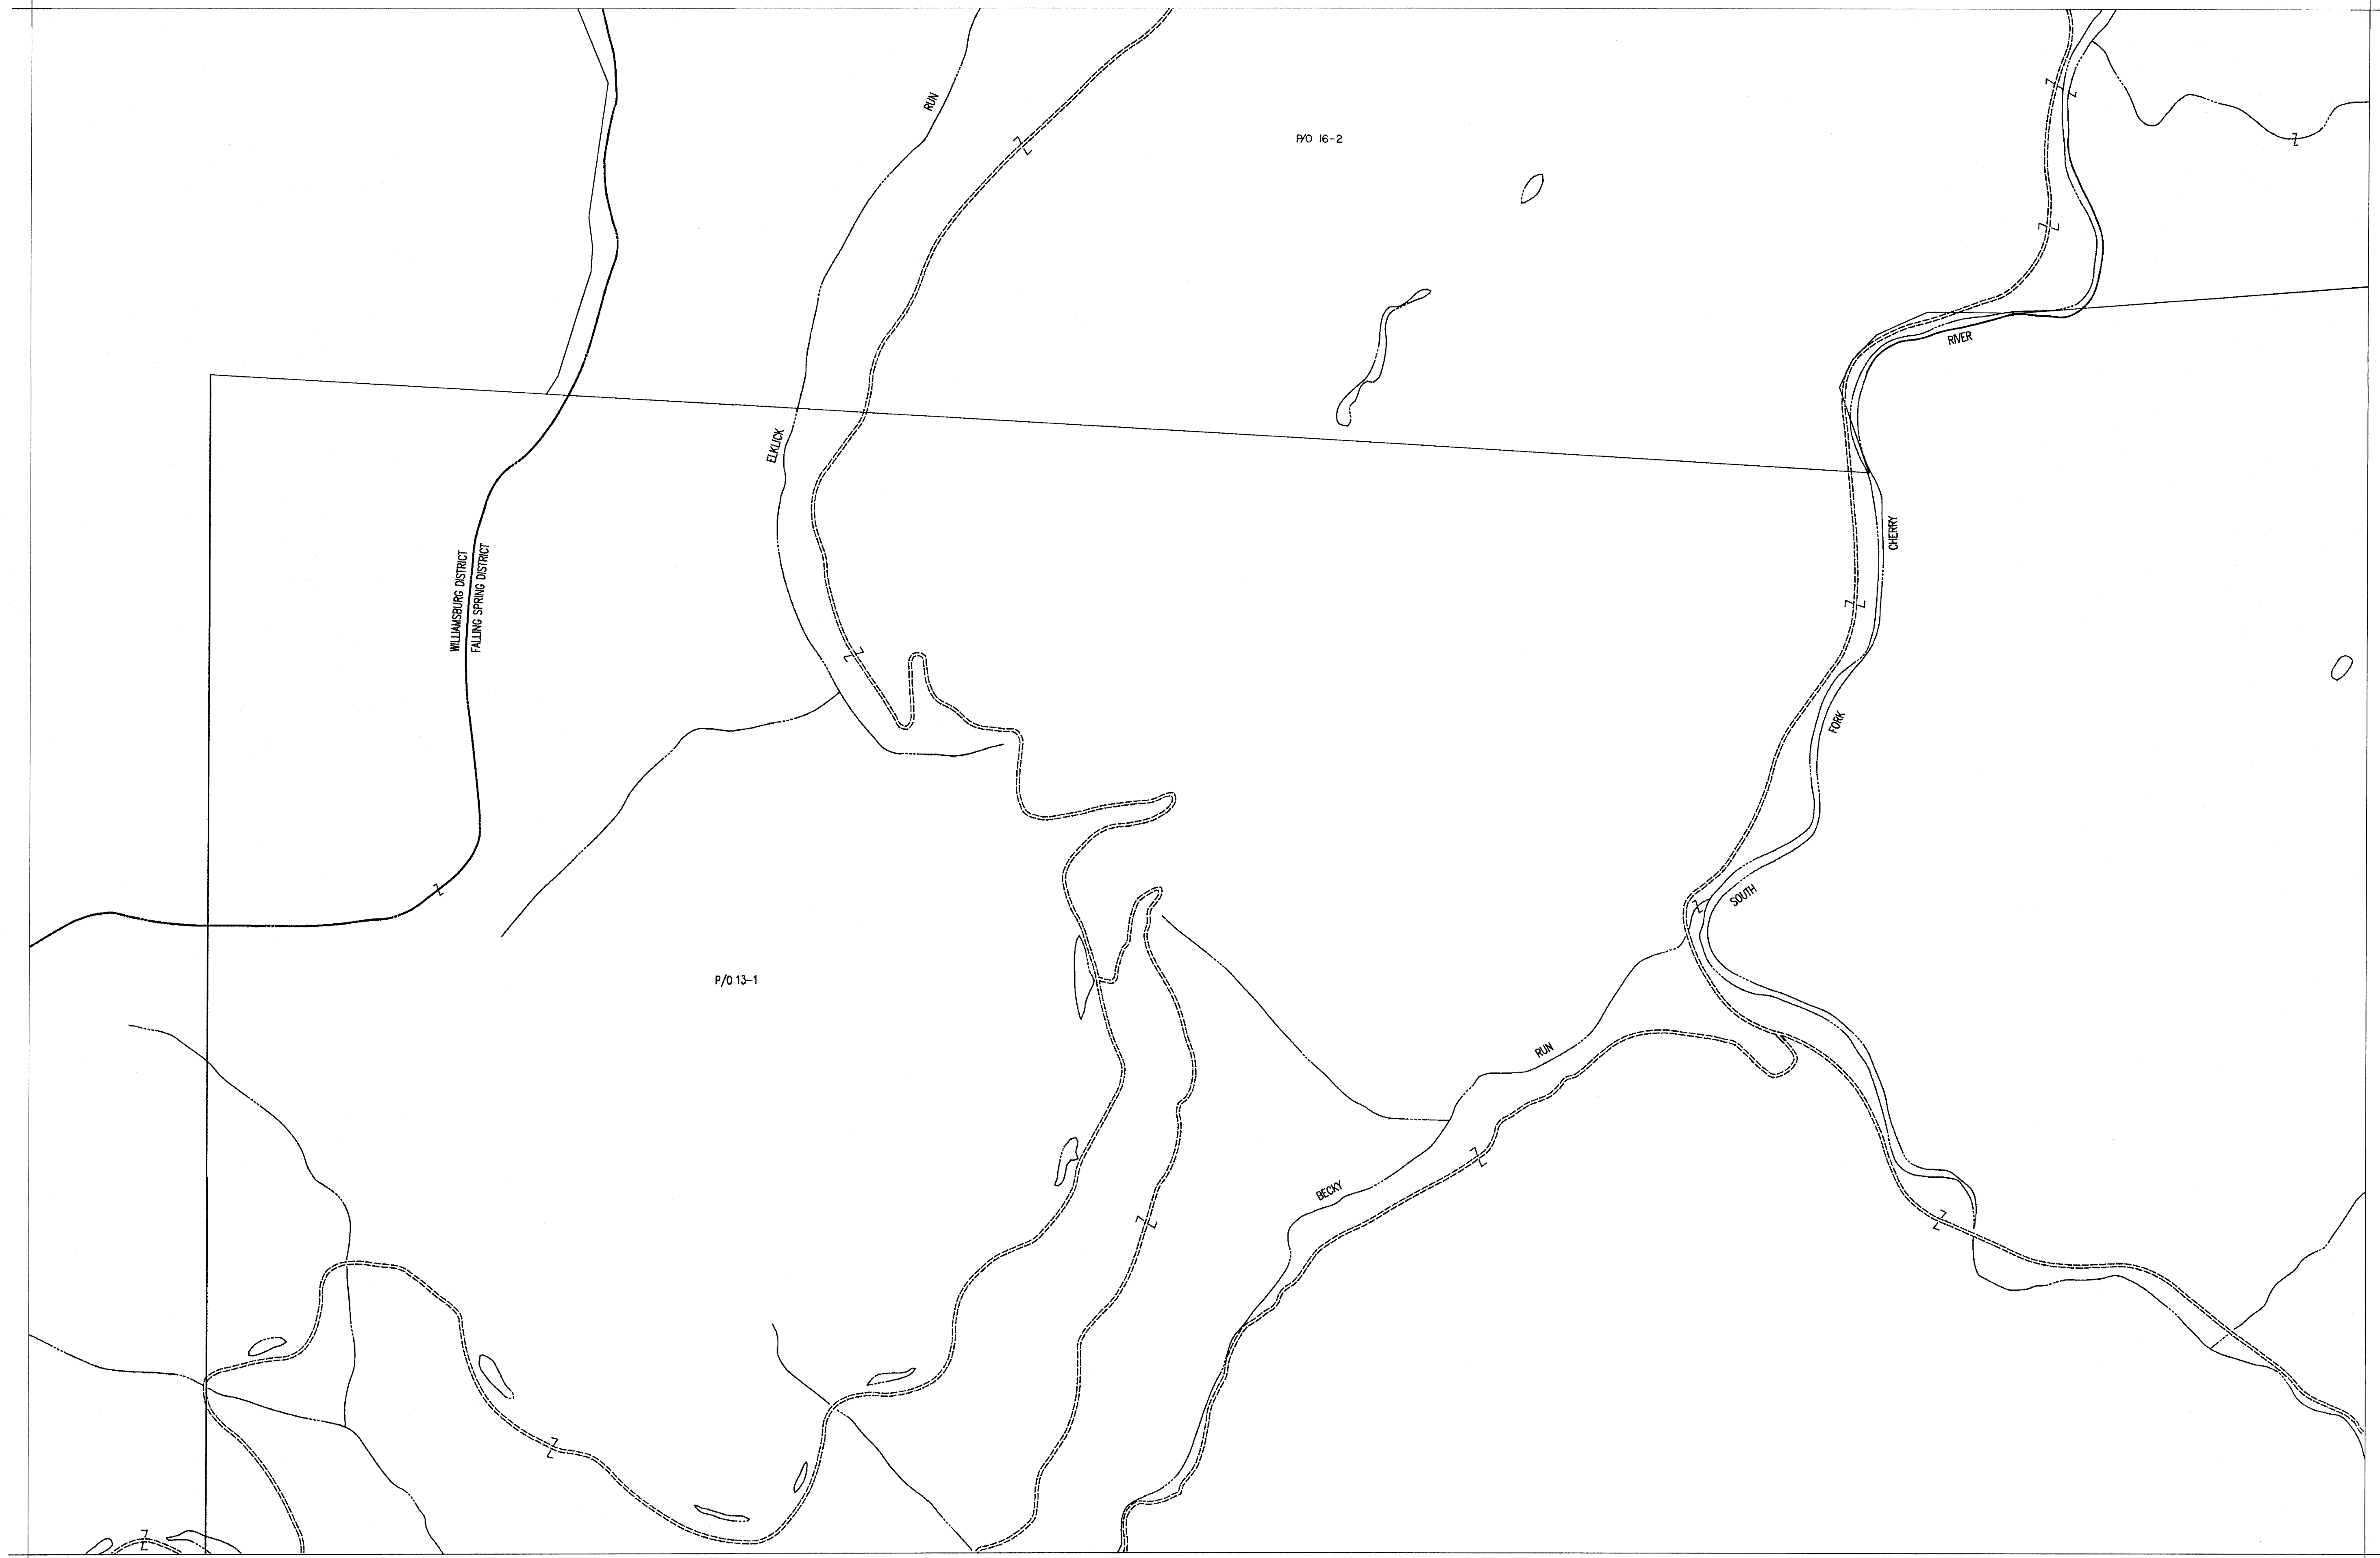 RUN
P/O 16-2
RIVER
ELKLICK
CHERRY
WILLIAMSBURG DISTRICT
FALLING SPRING DISTRICT
FORK
SOUTH
P/O 13-1
RUN
BECKY